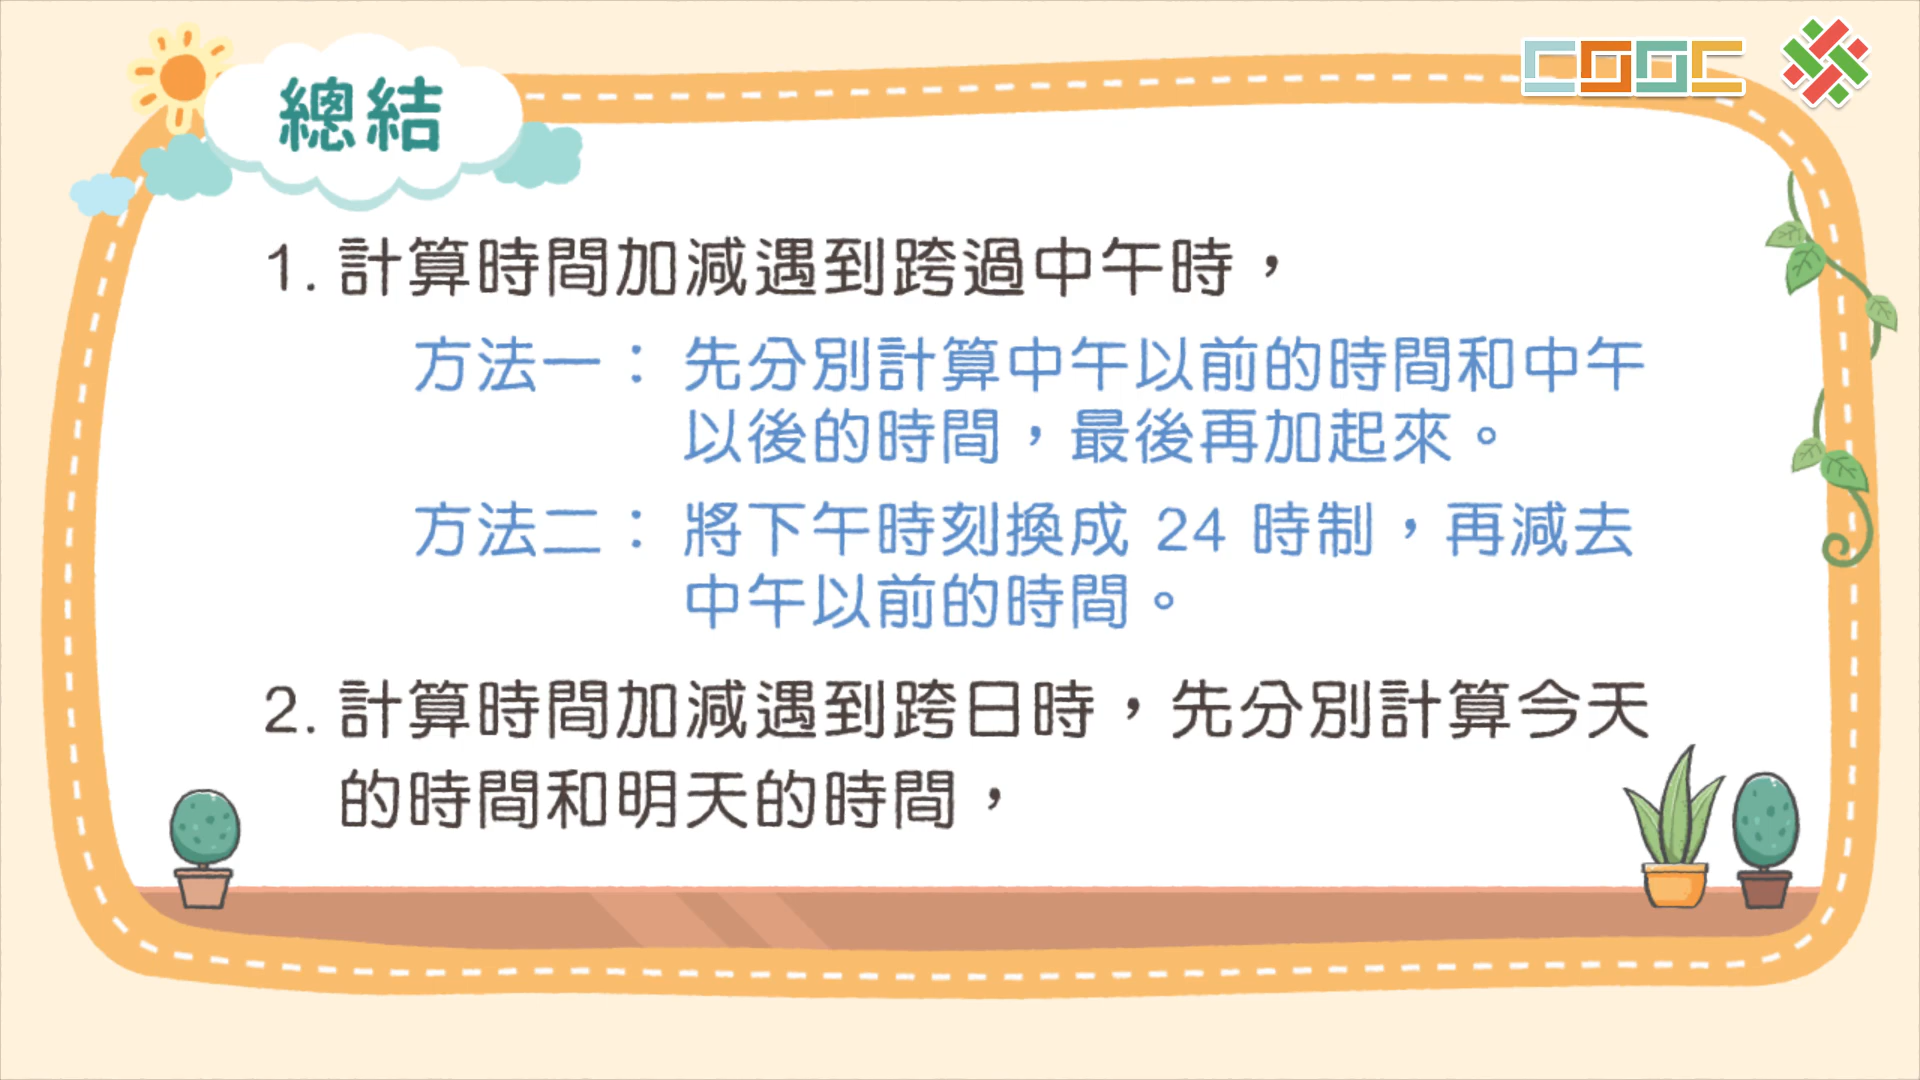 總結
1. 計算時間加減遇到跨過中午時，
方法一： 先分別計算中午以前的時間和中午
以後的時間，最後再加起來。
方法二： 將下午時刻換成 24 時制，再減去
中午以前的時間。
2. 計算時間加減遇到跨日時，先分別計算今天
的時間和明天的時間，